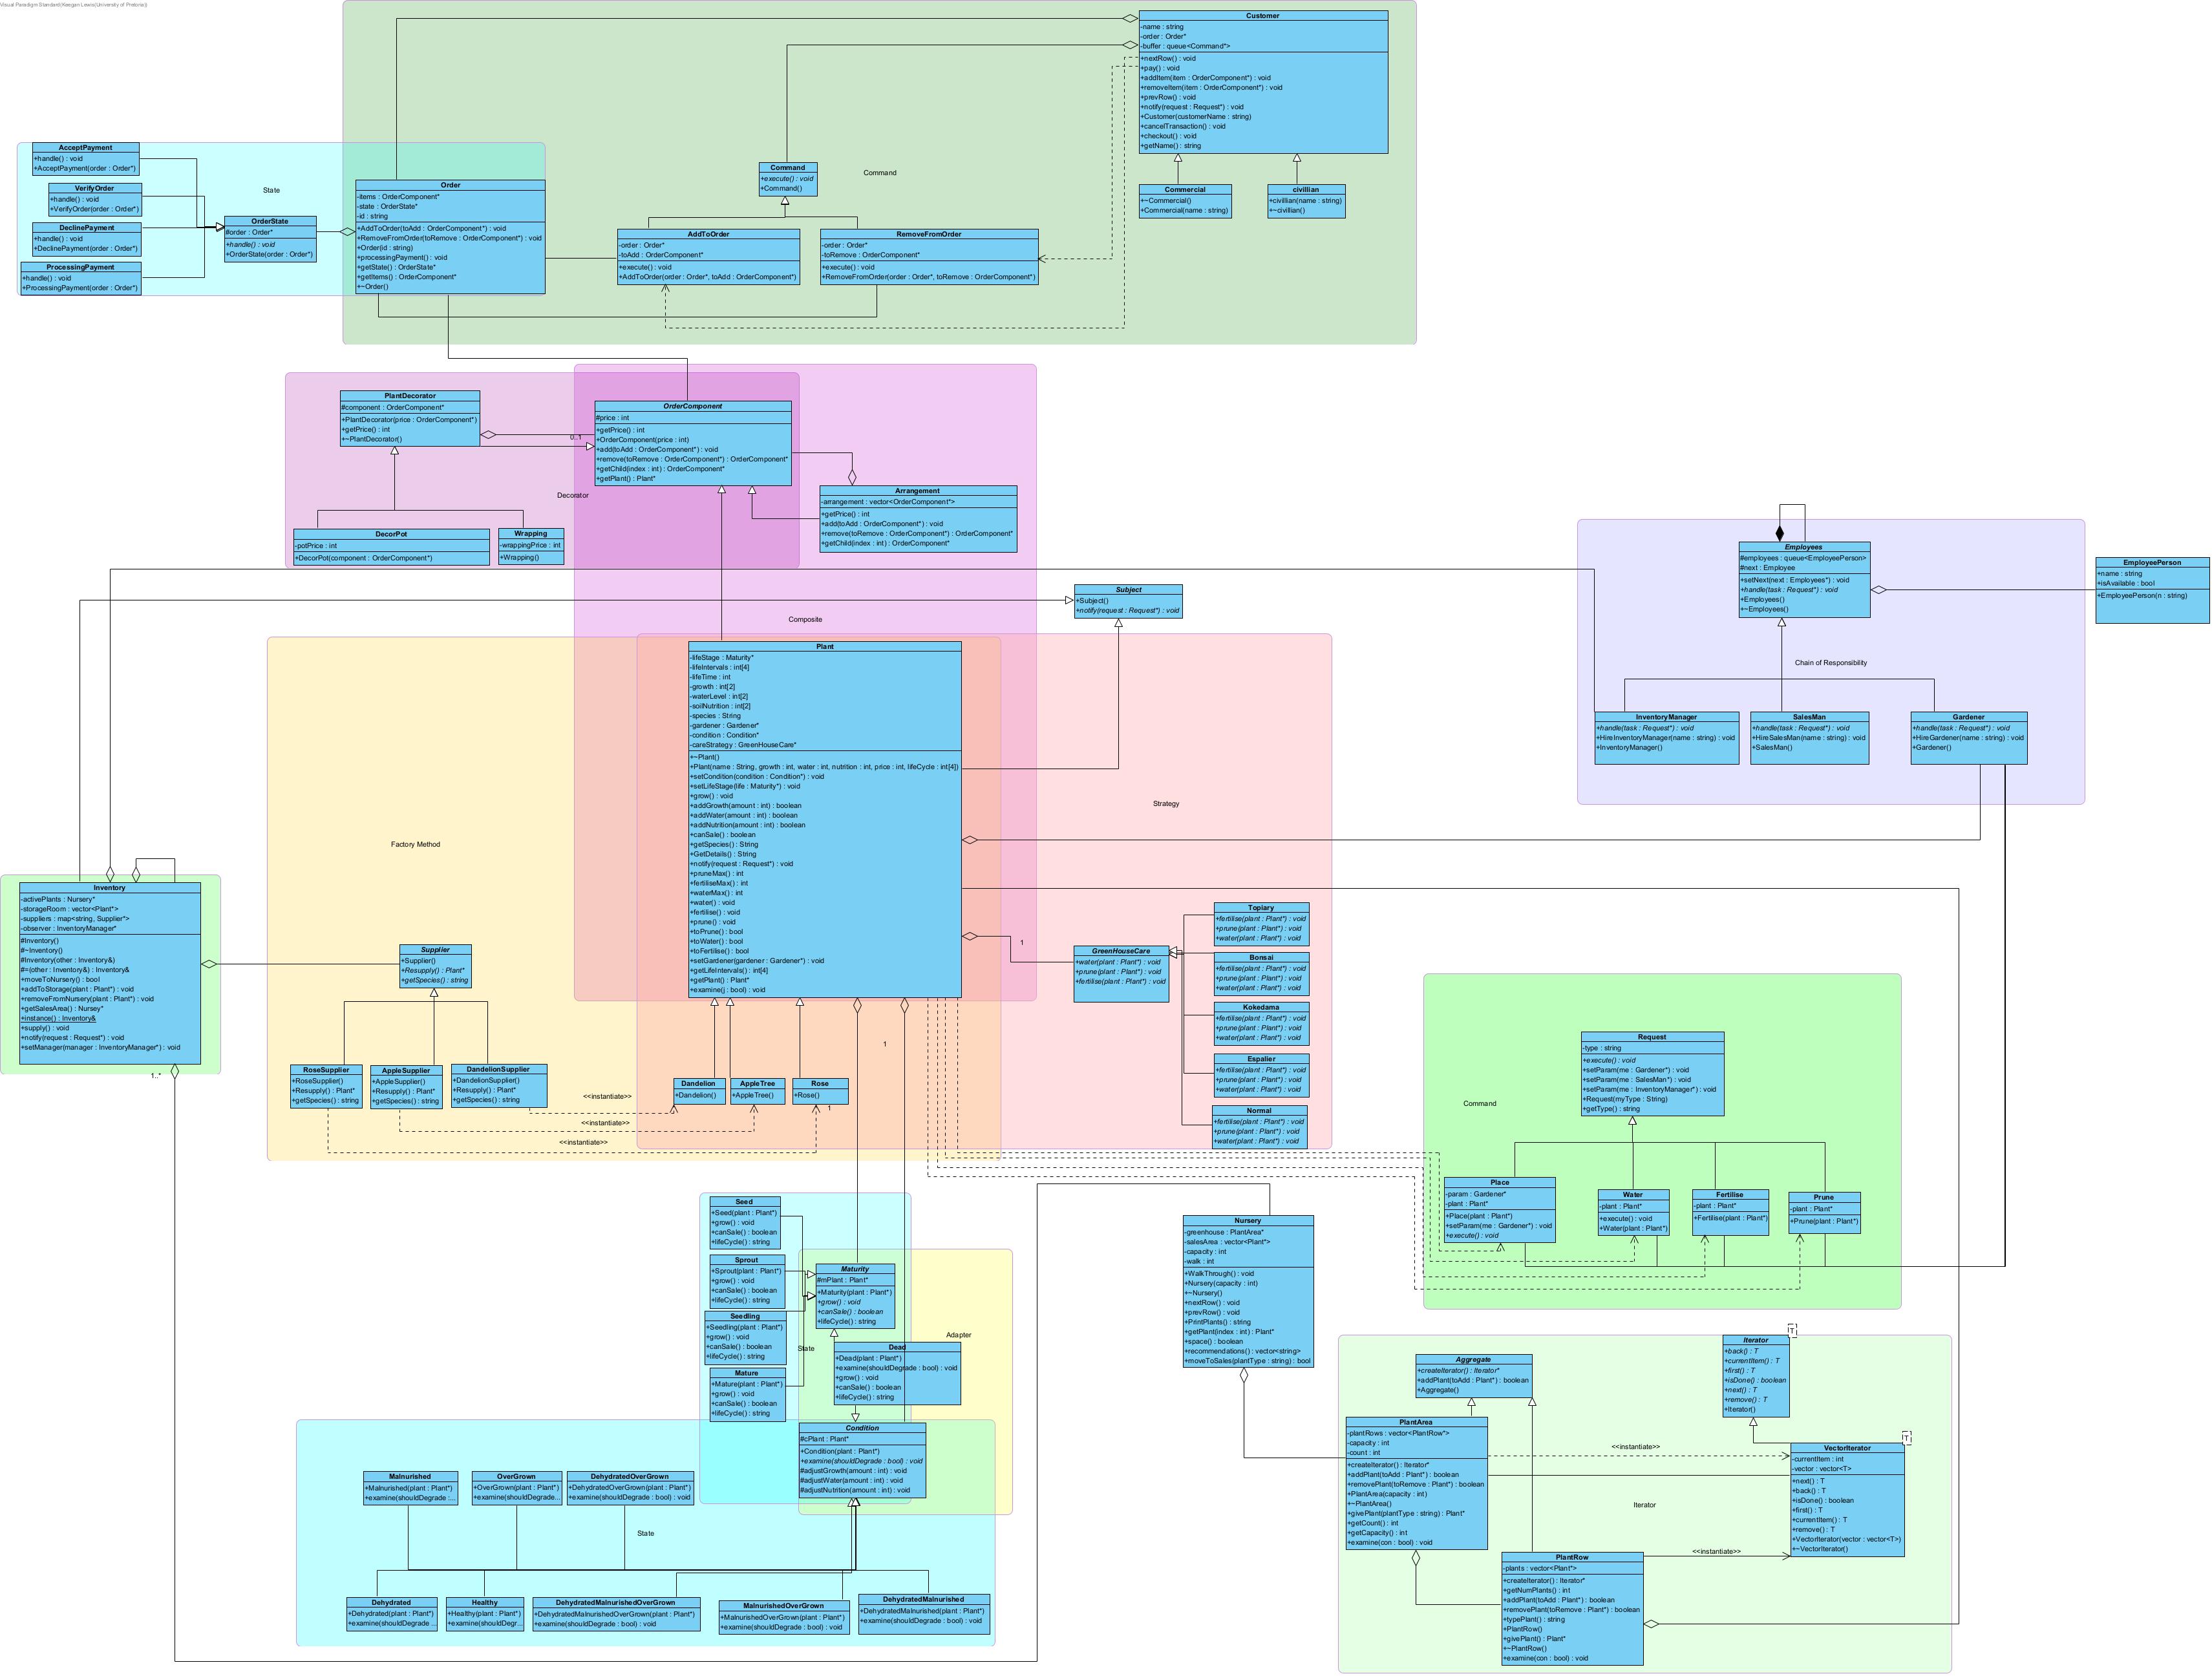 Visual Paradigm Standard(Keegan Lewis(University of Pretoria))
Customer
-name : string
-order : Order*
-buffer : queue<Command*>
+nextRow() : void
+pay() : void
+addItem(item : OrderComponent*) : void
+removeItem(item : OrderComponent*) : void
+prevRow() : void
+notify(request : Request*) : void
+Customer(customerName : string)
+cancelTransaction() : void
+checkout() : void
+getName() : string
Commercial
+~Commercial()
+Commercial(name : string)
civillian
+civillian(name : string)
+~civillian()
Command
Command
+execute() : void
+Command()
AddToOrder
-order : Order*
-toAdd : OrderComponent*
+execute() : void
+AddToOrder(order : Order*, toAdd : OrderComponent*)
RemoveFromOrder
-order : Order*
-toRemove : OrderComponent*
+execute() : void
+RemoveFromOrder(order : Order*, toRemove : OrderComponent*)
AcceptPayment
+handle() : void
+AcceptPayment(order : Order*)
VerifyOrder
+handle() : void
+VerifyOrder(order : Order*)
DeclinePayment
+handle() : void
+DeclinePayment(order : Order*)
ProcessingPayment
+handle() : void
+ProcessingPayment(order : Order*)
State
OrderState
#order : Order*
+handle() : void
+OrderState(order : Order*)
Order
-items : OrderComponent*
-state : OrderState*
-id : string
+AddToOrder(toAdd : OrderComponent*) : void
+RemoveFromOrder(toRemove : OrderComponent*) : void
+Order(id : string)
+processingPayment() : void
+getState() : OrderState*
+getItems() : OrderComponent*
+~Order()
PlantDecorator
#component : OrderComponent*
+PlantDecorator(price : OrderComponent*)
+getPrice() : int
+~PlantDecorator()
0..1
Decorator
DecorPot
-potPrice : int
+DecorPot(component : OrderComponent*)
Wrapping
-wrappingPrice : int
+Wrapping()
OrderComponent
#price : int
+getPrice() : int
+OrderComponent(price : int)
+add(toAdd : OrderComponent*) : void
+remove(toRemove : OrderComponent*) : OrderComponent*
+getChild(index : int) : OrderComponent*
+getPlant() : Plant*
Arrangement
-arrangement : vector<OrderComponent*>
+getPrice() : int
+add(toAdd : OrderComponent*) : void
+remove(toRemove : OrderComponent*) : OrderComponent*
+getChild(index : int) : OrderComponent*
Composite
Subject
+Subject()
+notify(request : Request*) : void
Employees
#employees : queue<EmployeePerson>
#next : Employee
+setNext(next : Employees*) : void
+handle(task : Request*) : void
+Employees()
+~Employees()
EmployeePerson
+name : string
+isAvailable : bool
+EmployeePerson(n : string)
Chain of Responsibility
InventoryManager
+handle(task : Request*) : void
+HireInventoryManager(name : string) : void
+InventoryManager()
SalesMan
+handle(task : Request*) : void
+HireSalesMan(name : string) : void
+SalesMan()
Gardener
+handle(task : Request*) : void
+HireGardener(name : string) : void
+Gardener()
Plant
-lifeStage : Maturity*
-lifeIntervals : int[4]
-lifeTime : int
-growth : int[2]
-waterLevel : int[2]
-soilNutrition : int[2]
-species : String
-gardener : Gardener*
-condition : Condition*
-careStrategy : GreenHouseCare*
+~Plant()
+Plant(name : String, growth : int, water : int, nutrition : int, price : int, lifeCycle : int[4])
+setCondition(condition : Condition*) : void
+setLifeStage(life : Maturity*) : void
+grow() : void
+addGrowth(amount : int) : boolean
+addWater(amount : int) : boolean
+addNutrition(amount : int) : boolean
+canSale() : boolean
+getSpecies() : String
+GetDetails() : String
+notify(request : Request*) : void
+pruneMax() : int
+fertiliseMax() : int
+waterMax() : int
+water() : void
+fertilise() : void
+prune() : void
+toPrune() : bool
+toWater() : bool
+toFertilise() : bool
+setGardener(gardener : Gardener*) : void
+getLifeIntervals() : int[4]
+getPlant() : Plant*
+examine(j : bool) : void
Strategy
Factory Method
Inventory
-activePlants : Nursery*
-storageRoom : vector<Plant*>
-suppliers : map<string, Supplier*>
-observer : InventoryManager*
#Inventory()
#~Inventory()
#Inventory(other : Inventory&)
#=(other : Inventory&) : Inventory&
+moveToNursery() : bool
+addToStorage(plant : Plant*) : void
+removeFromNursery(plant : Plant*) : void
+getSalesArea() : Nursey*
+instance() : Inventory&
+supply() : void
+notify(request : Request*) : void
+setManager(manager : InventoryManager*) : void
1..*
Supplier
+Supplier()
+Resupply() : Plant*
+getSpecies() : string
RoseSupplier
+RoseSupplier()
+Resupply() : Plant*
+getSpecies() : string
AppleSupplier
+AppleSupplier()
+Resupply() : Plant*
+getSpecies() : string
DandelionSupplier
+DandelionSupplier()
+Resupply() : Plant*
+getSpecies() : string
<<instantiate>>
<<instantiate>>
<<instantiate>>
Dandelion
+Dandelion()
AppleTree
+AppleTree()
Rose
+Rose()
1
1
1
GreenHouseCare
+water(plant : Plant*) : void
+prune(plant : Plant*) : void
+fertilise(plant : Plant*) : void
Topiary
+fertilise(plant : Plant*) : void
+prune(plant : Plant*) : void
+water(plant : Plant*) : void
Bonsai
+fertilise(plant : Plant*) : void
+prune(plant : Plant*) : void
+water(plant : Plant*) : void
Kokedama
+fertilise(plant : Plant*) : void
+prune(plant : Plant*) : void
+water(plant : Plant*) : void
Espalier
+fertilise(plant : Plant*) : void
+prune(plant : Plant*) : void
+water(plant : Plant*) : void
Normal
+fertilise(plant : Plant*) : void
+prune(plant : Plant*) : void
+water(plant : Plant*) : void
Command
Request
-type : string
+execute() : void
+setParam(me : Gardener*) : void
+setParam(me : SalesMan*) : void
+setParam(me : InventoryManager*) : void
+Request(myType : String)
+getType() : string
Place
-param : Gardener*
-plant : Plant*
+Place(plant : Plant*)
+setParam(me : Gardener*) : void
+execute() : void
Water
-plant : Plant*
+execute() : void
+Water(plant : Plant*)
Fertilise
-plant : Plant*
+Fertilise(plant : Plant*)
Prune
-plant : Plant*
+Prune(plant : Plant*)
Seed
+Seed(plant : Plant*)
+grow() : void
+canSale() : boolean
+lifeCycle() : string
Sprout
+Sprout(plant : Plant*)
+grow() : void
+canSale() : boolean
+lifeCycle() : string
Seedling
+Seedling(plant : Plant*)
+grow() : void
+canSale() : boolean
+lifeCycle() : string
Mature
+Mature(plant : Plant*)
+grow() : void
+canSale() : boolean
+lifeCycle() : string
Maturity
#mPlant : Plant*
+Maturity(plant : Plant*)
+grow() : void
+canSale() : boolean
+lifeCycle() : string
State
Adapter
Dead
+Dead(plant : Plant*)
+examine(shouldDegrade : bool) : void
+grow() : void
+canSale() : boolean
+lifeCycle() : string
Condition
#cPlant : Plant*
+Condition(plant : Plant*)
+examine(shouldDegrade : bool) : void
#adjustGrowth(amount : int) : void
#adjustWater(amount : int) : void
#adjustNutrition(amount : int) : void
Malnurished
+Malnurished(plant : Plant*)
+examine(shouldDegrade :...
OverGrown
+OverGrown(plant : Plant*)
+examine(shouldDegrade...
DehydratedOverGrown
+DehydratedOverGrown(plant : Plant*)
+examine(shouldDegrade : bool) : void
State
Dehydrated
+Dehydrated(plant : Plant*)
+examine(shouldDegrade ...
Healthy
+Healthy(plant : Plant*)
+examine(shouldDegr...
DehydratedMalnurishedOverGrown
+DehydratedMalnurishedOverGrown(plant : Plant*)
+examine(shouldDegrade : bool) : void
MalnurishedOverGrown
+MalnurishedOverGrown(plant : Plant*)
+examine(shouldDegrade : bool) : void
DehydratedMalnurished
+DehydratedMalnurished(plant : Plant*)
+examine(shouldDegrade : bool) : void
Nursery
-greenhouse : PlantArea*
-salesArea : vector<Plant*>
-capacity : int
-walk : int
+WalkThrough() : void
+Nursery(capacity : int)
+~Nursery()
+nextRow() : void
+prevRow() : void
+PrintPlants() : string
+getPlant(index : int) : Plant*
+space() : boolean
+recommendations() : vector<string>
+moveToSales(plantType : string) : bool
Aggregate
+createIterator() : Iterator*
+addPlant(toAdd : Plant*) : boolean
+Aggregate()
T
Iterator
+back() : T
+currentItem() : T
+first() : T
+isDone() : boolean
+next() : T
+remove() : T
+Iterator()
PlantArea
-plantRows : vector<PlantRow*>
-capacity : int
-count : int
+createIterator() : Iterator*
+addPlant(toAdd : Plant*) : boolean
+removePlant(toRemove : Plant*) : boolean
+PlantArea(capacity : int)
+~PlantArea()
+givePlant(plantType : string) : Plant*
+getCount() : int
+getCapacity() : int
+examine(con : bool) : void
<<instantiate>>
Iterator
<<instantiate>>
T
VectorIterator
-currentItem : int
-vector : vector<T>
+next() : T
+back() : T
+isDone() : boolean
+first() : T
+currentItem() : T
+remove() : T
+VectorIterator(vector : vector<T>)
+~VectorIterator()
PlantRow
-plants : vector<Plant*>
+createIterator() : Iterator*
+getNumPlants() : int
+addPlant(toAdd : Plant*) : boolean
+removePlant(toRemove : Plant*) : boolean
+typePlant() : string
+PlantRow()
+givePlant() : Plant*
+~PlantRow()
+examine(con : bool) : void